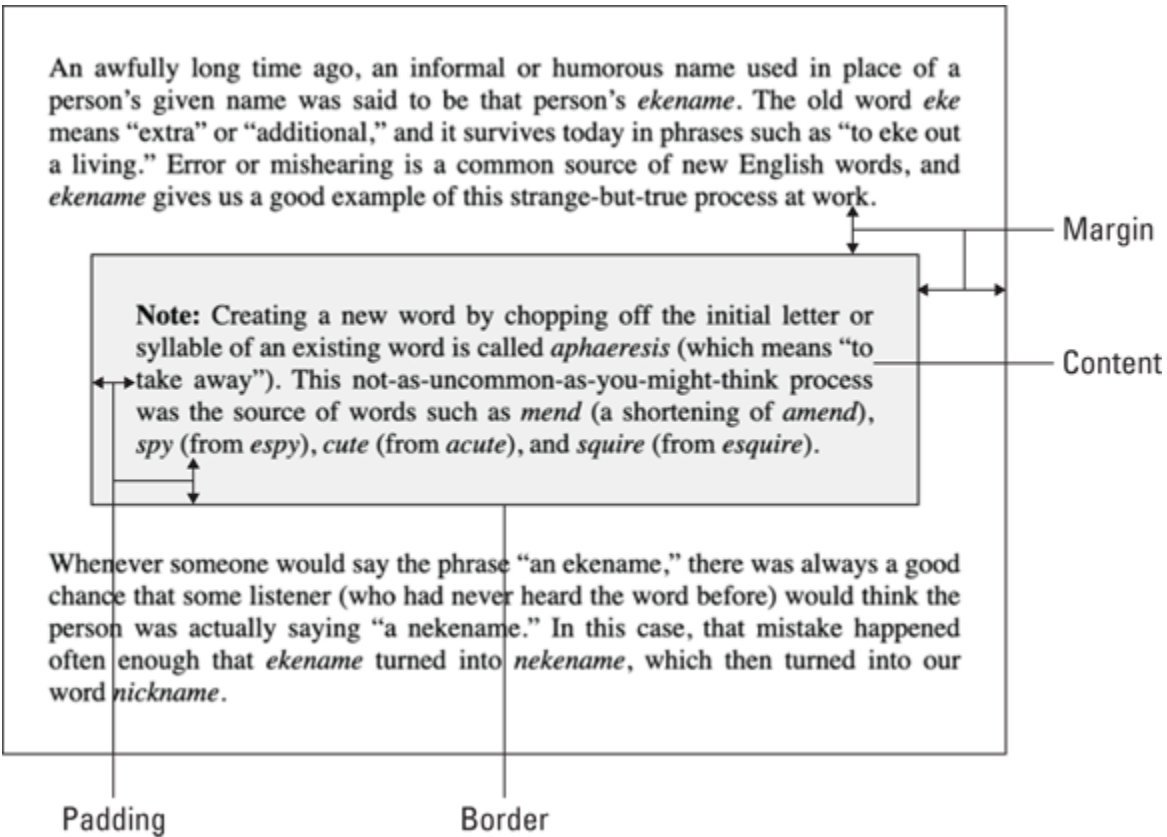 An awfully long time ago, an informal or humorous name used in place of a
person's given name was said to be that person's ekename. The old word eke
means “extra” or “additional,” and it survives today in phrases such as “to eke out
a living.” Error or mishearing is a common source of new English words, and
ekename gives us a good example of this strange-but-true process at work.
Margin
Note: Creating a new word by chopping off the initial letter or
syllable of an existing word is called aphaeresis (which means “to
Content
take away”). This not-as-uncommon-as-you-might-think process
was the source of words such as mend (a shortening of amend),
spy (from espy), cute (from acute), and squire (from esquire).
Whenever someone would say the phrase “an ekename,” there was always a good
chance that some listener (who had never heard the word before) would think the
person was actually saying “a nekename.” In this case, that mistake happened
often enough that ekename turned into nekename, which then turned into our
word nickname.
Padding
Border